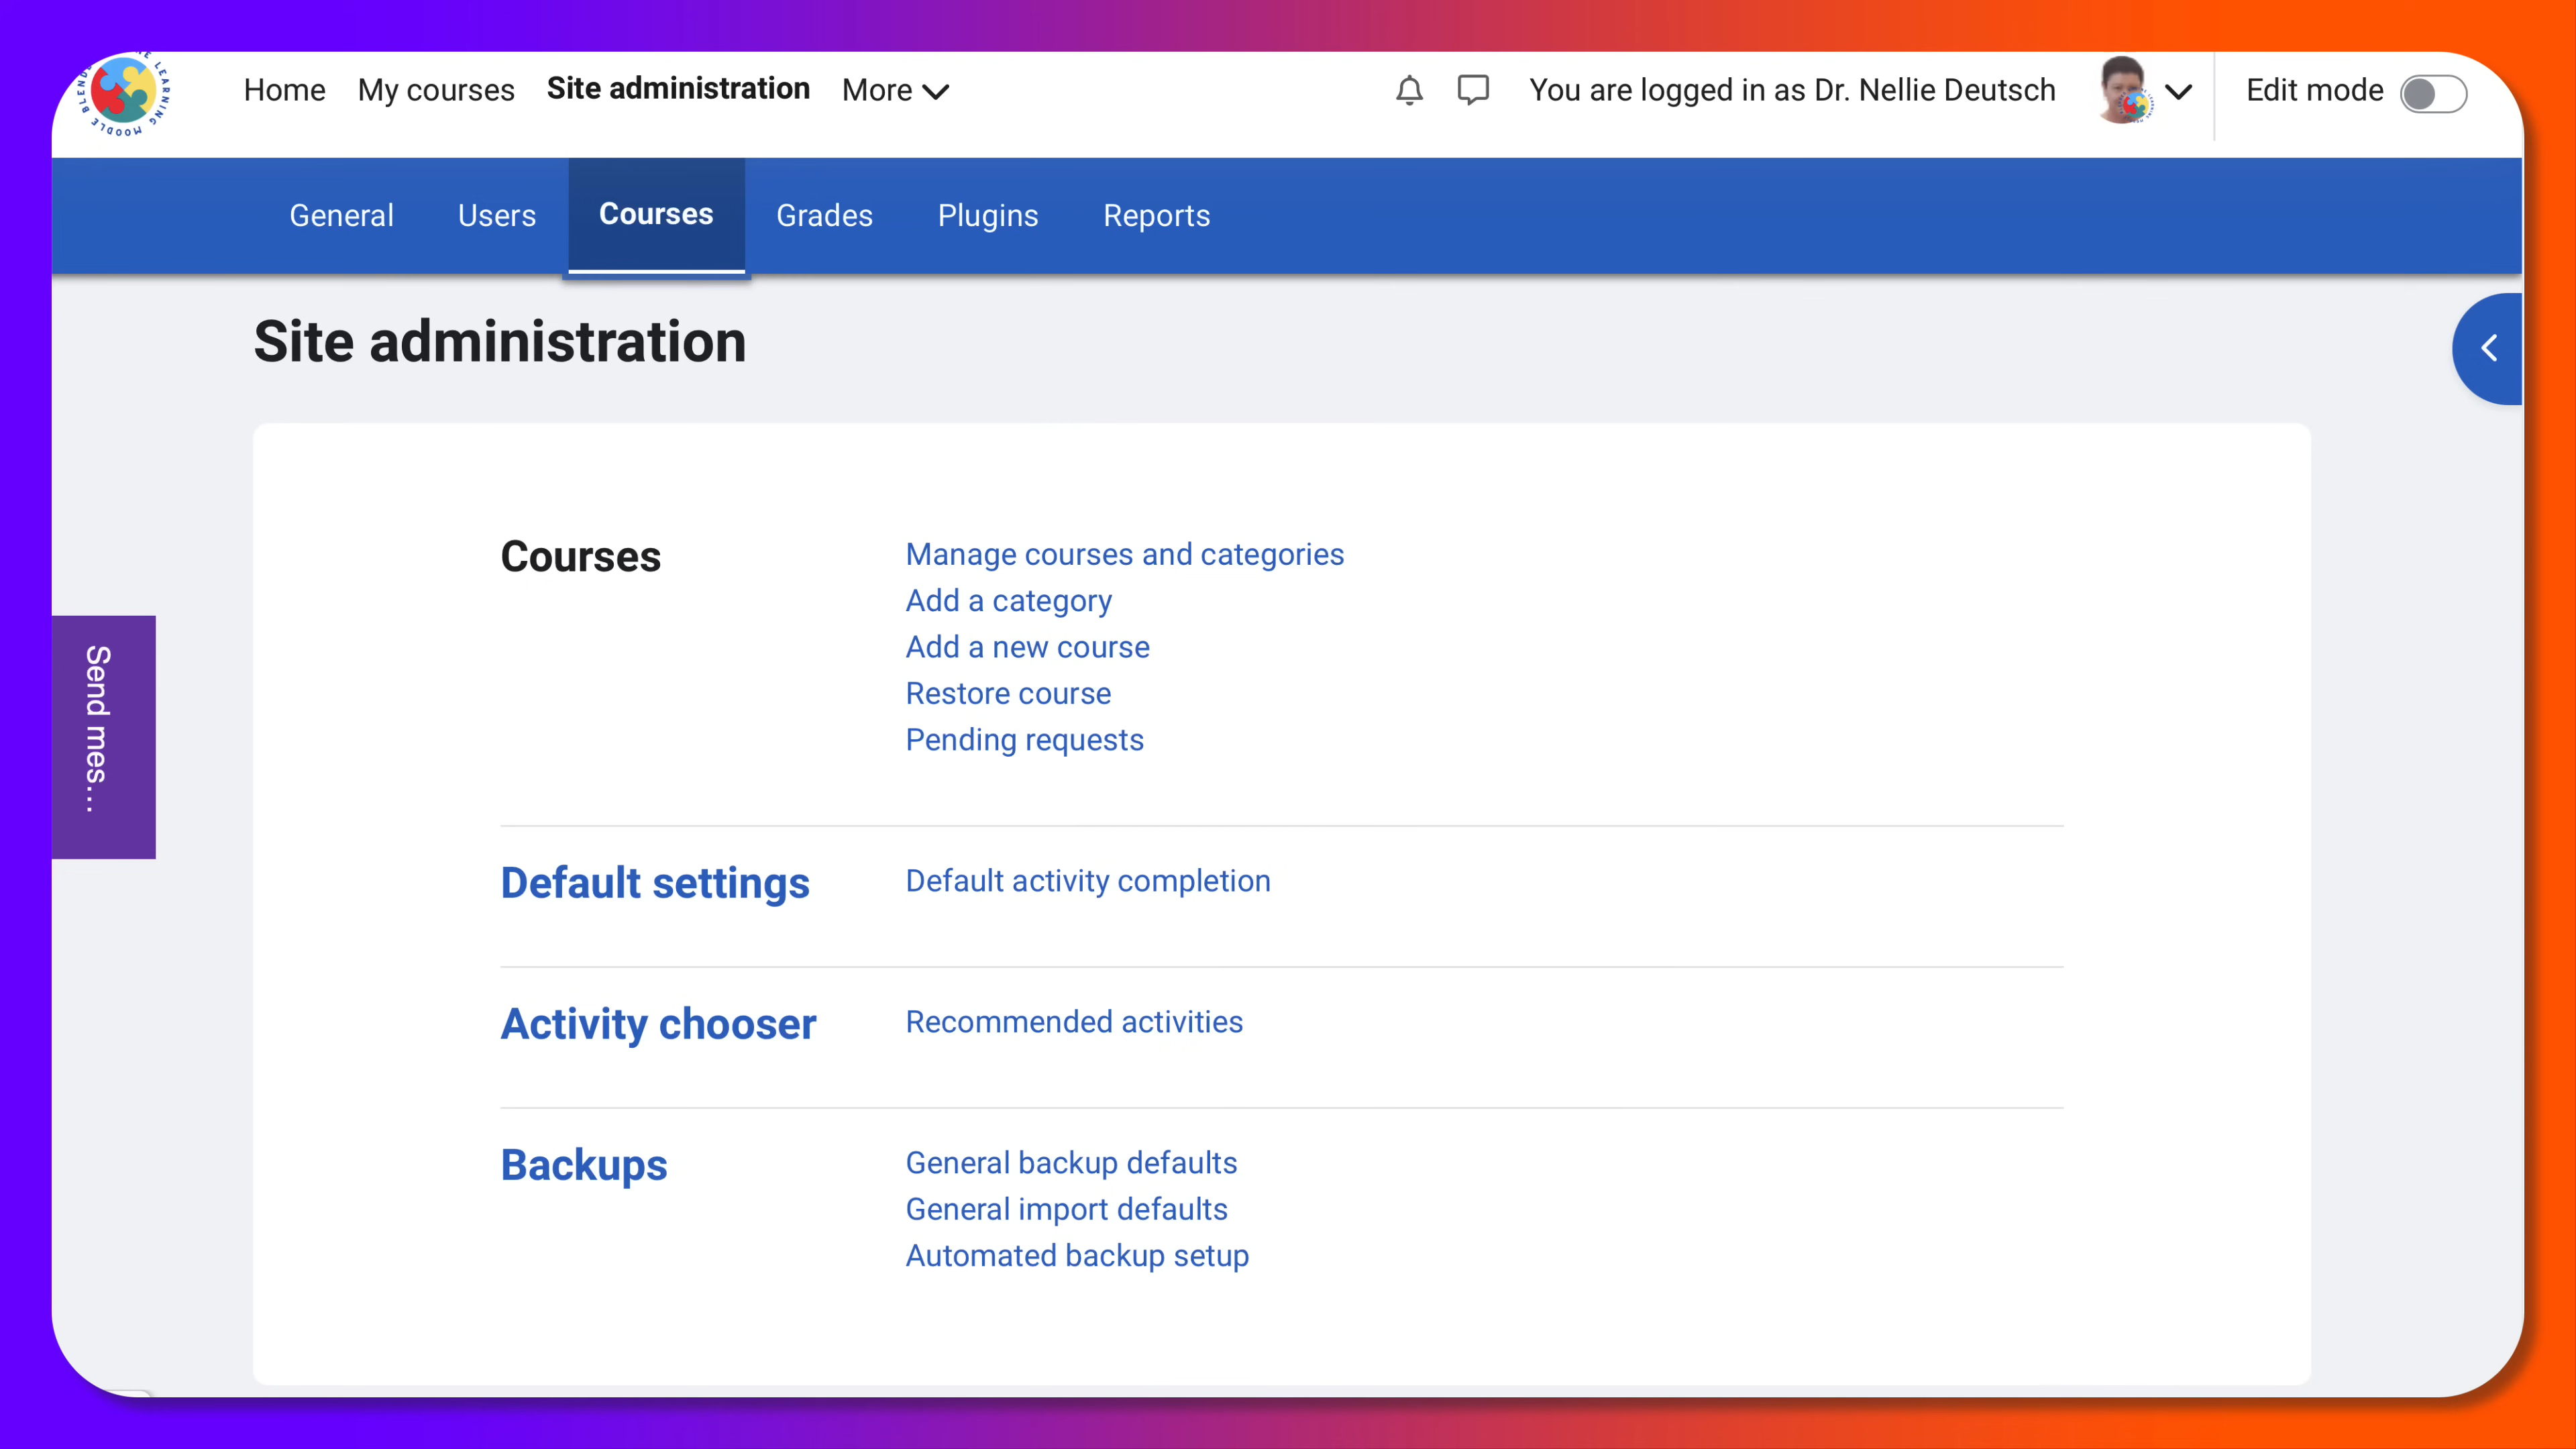 MOODLE BLENDS LEARNING
Home My courses Site administration More You are logged in as Dr. Nellie Deutsch Edit mode
General Users Courses Grades Plugins Reports
Site administration
Courses
Manage courses and categories
Add a category
Add a new course
Restore course
Pending requests
Send mes...
Default settings Default activity completion
Activity chooser Recommended activities
Backups
General backup defaults
General import defaults
Automated backup setup